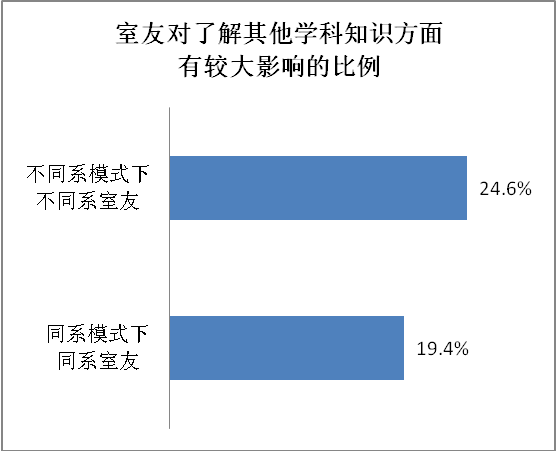 室友对了解其他学科知识方面
有较大影响的比例
不同系模式下
不同系室友
24.6%
同系模式下
同系室友
19.4%